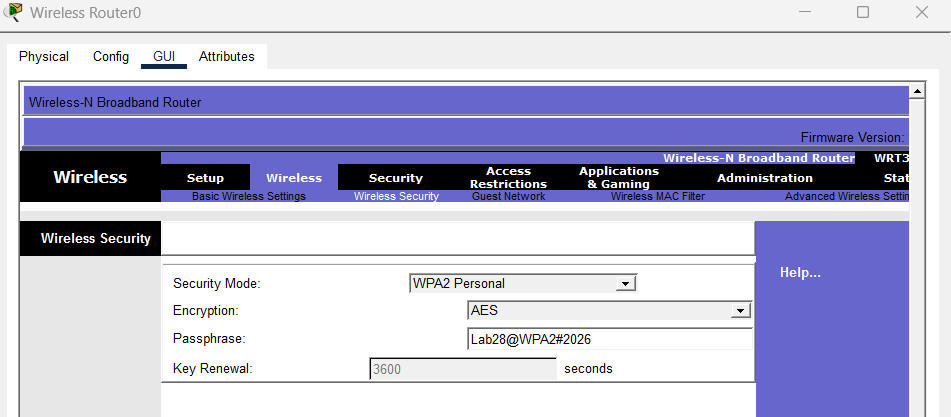 Wireless Router0
Physical Config GUI Attributes
Wireless-N Broadband Router
Firmware Version:
Wireless-N Broadband Router WRT3
Wireless Setup Wireless Security Access Restrictions Applications & Gaming Administration Stat
Basic Wireless Settings Wireless Security Guest Network Wireless MAC Filter Advanced Wireless Settin
Wireless Security
Help...
Security Mode: WPA2 Personal
Encryption: AES
Passphrase: Lab28@WPA2#2026
Key Renewal: 3600 seconds